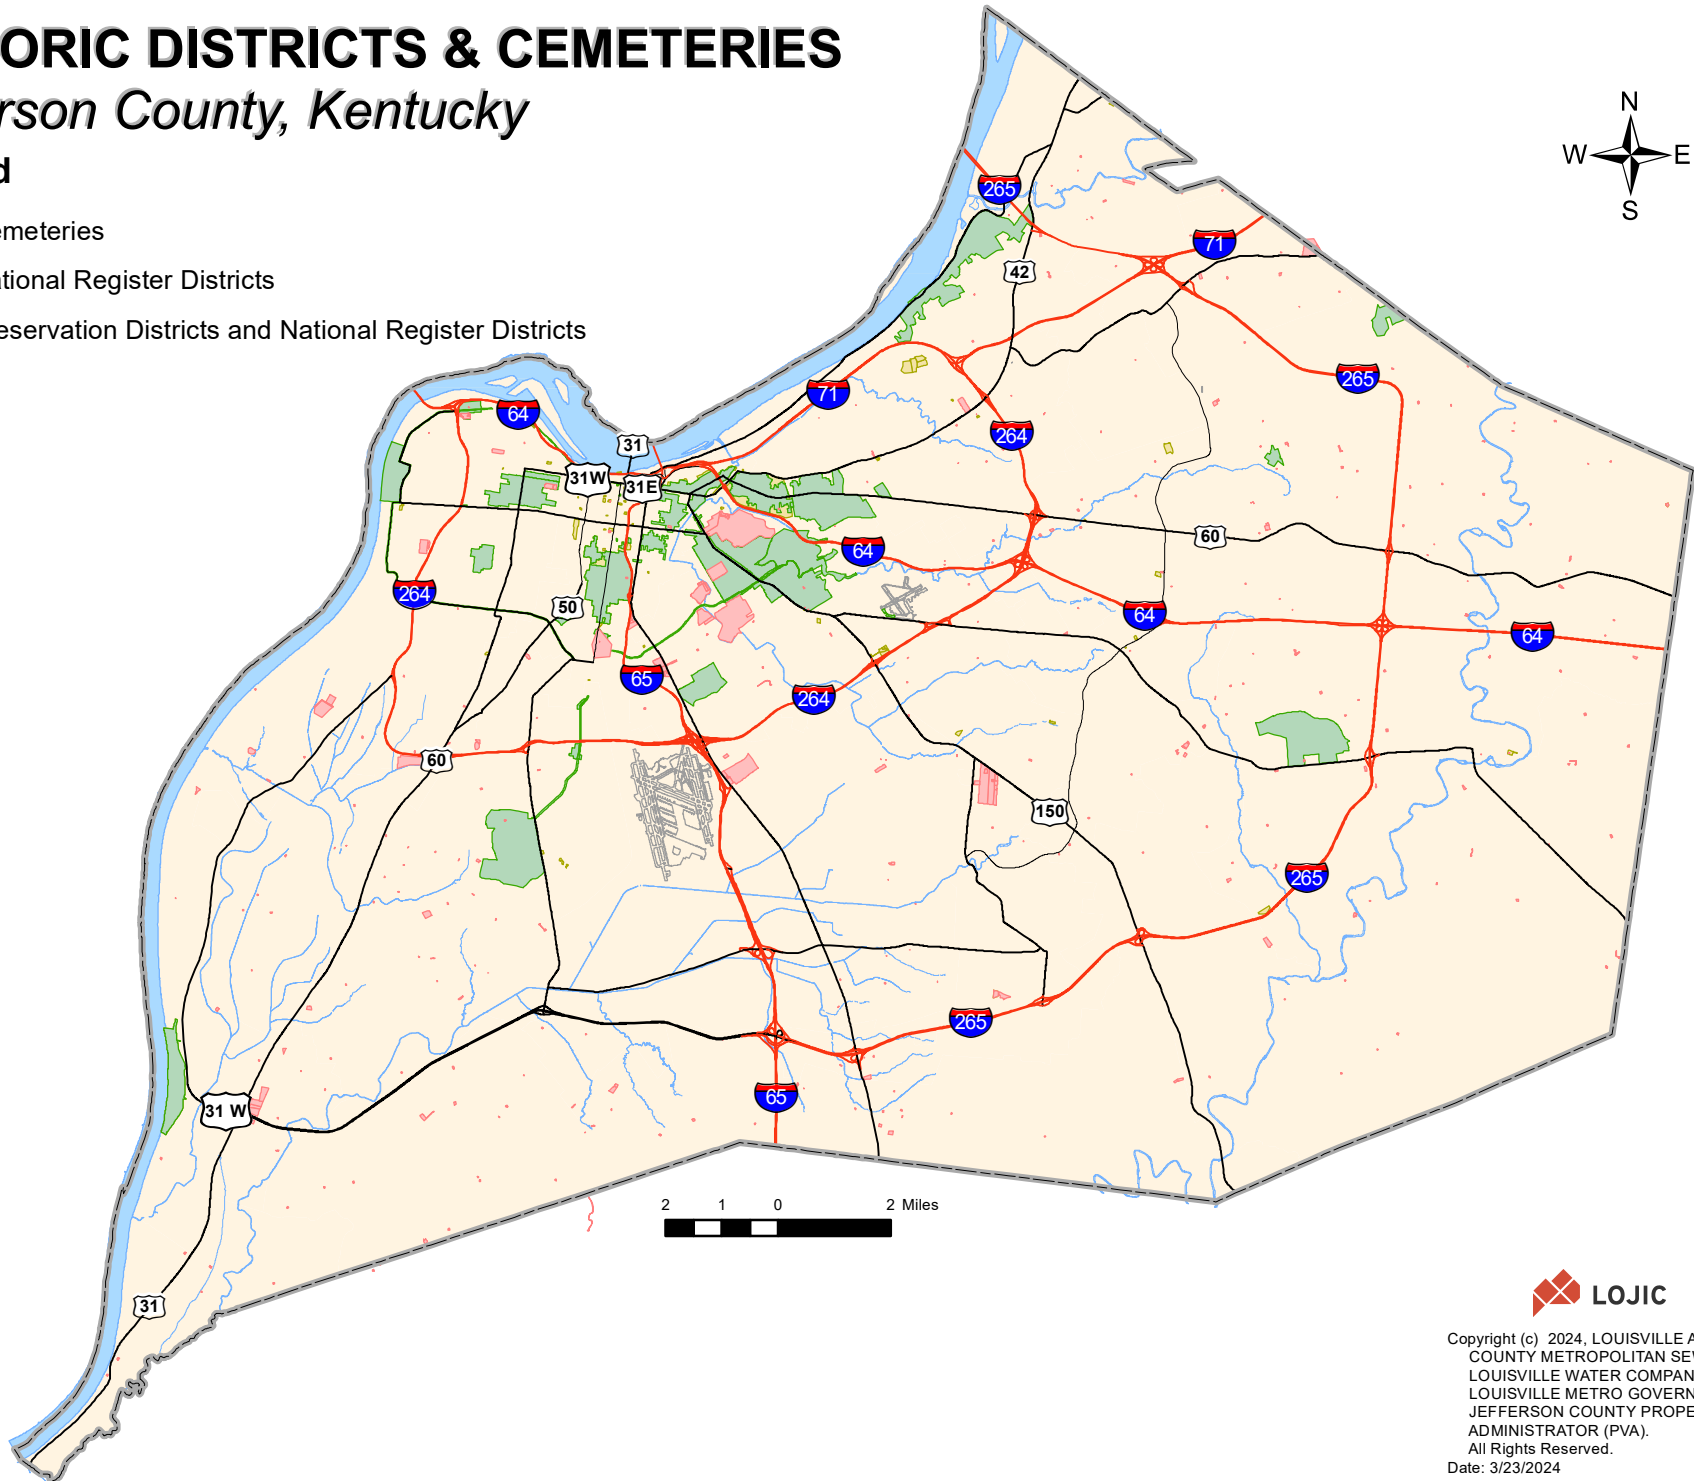 ORIC DISTRICTS & CEMETERIES
rson County, Kentucky
d
emeteries
ational Register Districts
eservation Districts and National Register Districts
N
W E
S
265
71
42
265
71
64
264
31
31W
31E
60
64
264
50
64
64
65
264
60
150
265
265
31 W
65
2 1 0 2 Miles
31
LOJIC
Copyright (c) 2024, LOUISVILLE A
COUNTY METROPOLITAN SE
LOUISVILLE WATER COMPAN
LOUISVILLE METRO GOVERN
JEFFERSON COUNTY PROPE
ADMINISTRATOR (PVA).
All Rights Reserved.
Date: 3/23/2024